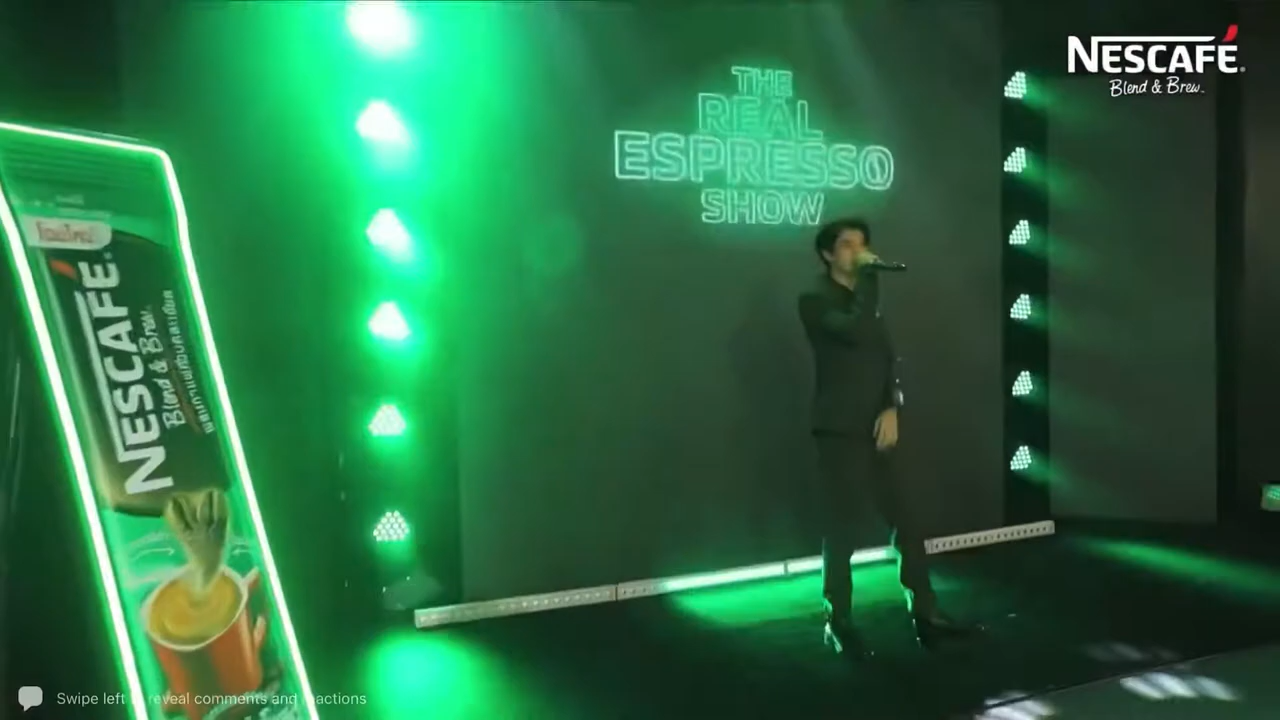 NESCAFÉ
Blend & Brew
THE
REAL
ESPRESSO
SHOW
NESCAFÉ
Blend & Brew
Swipe left to reveal comments and reactions